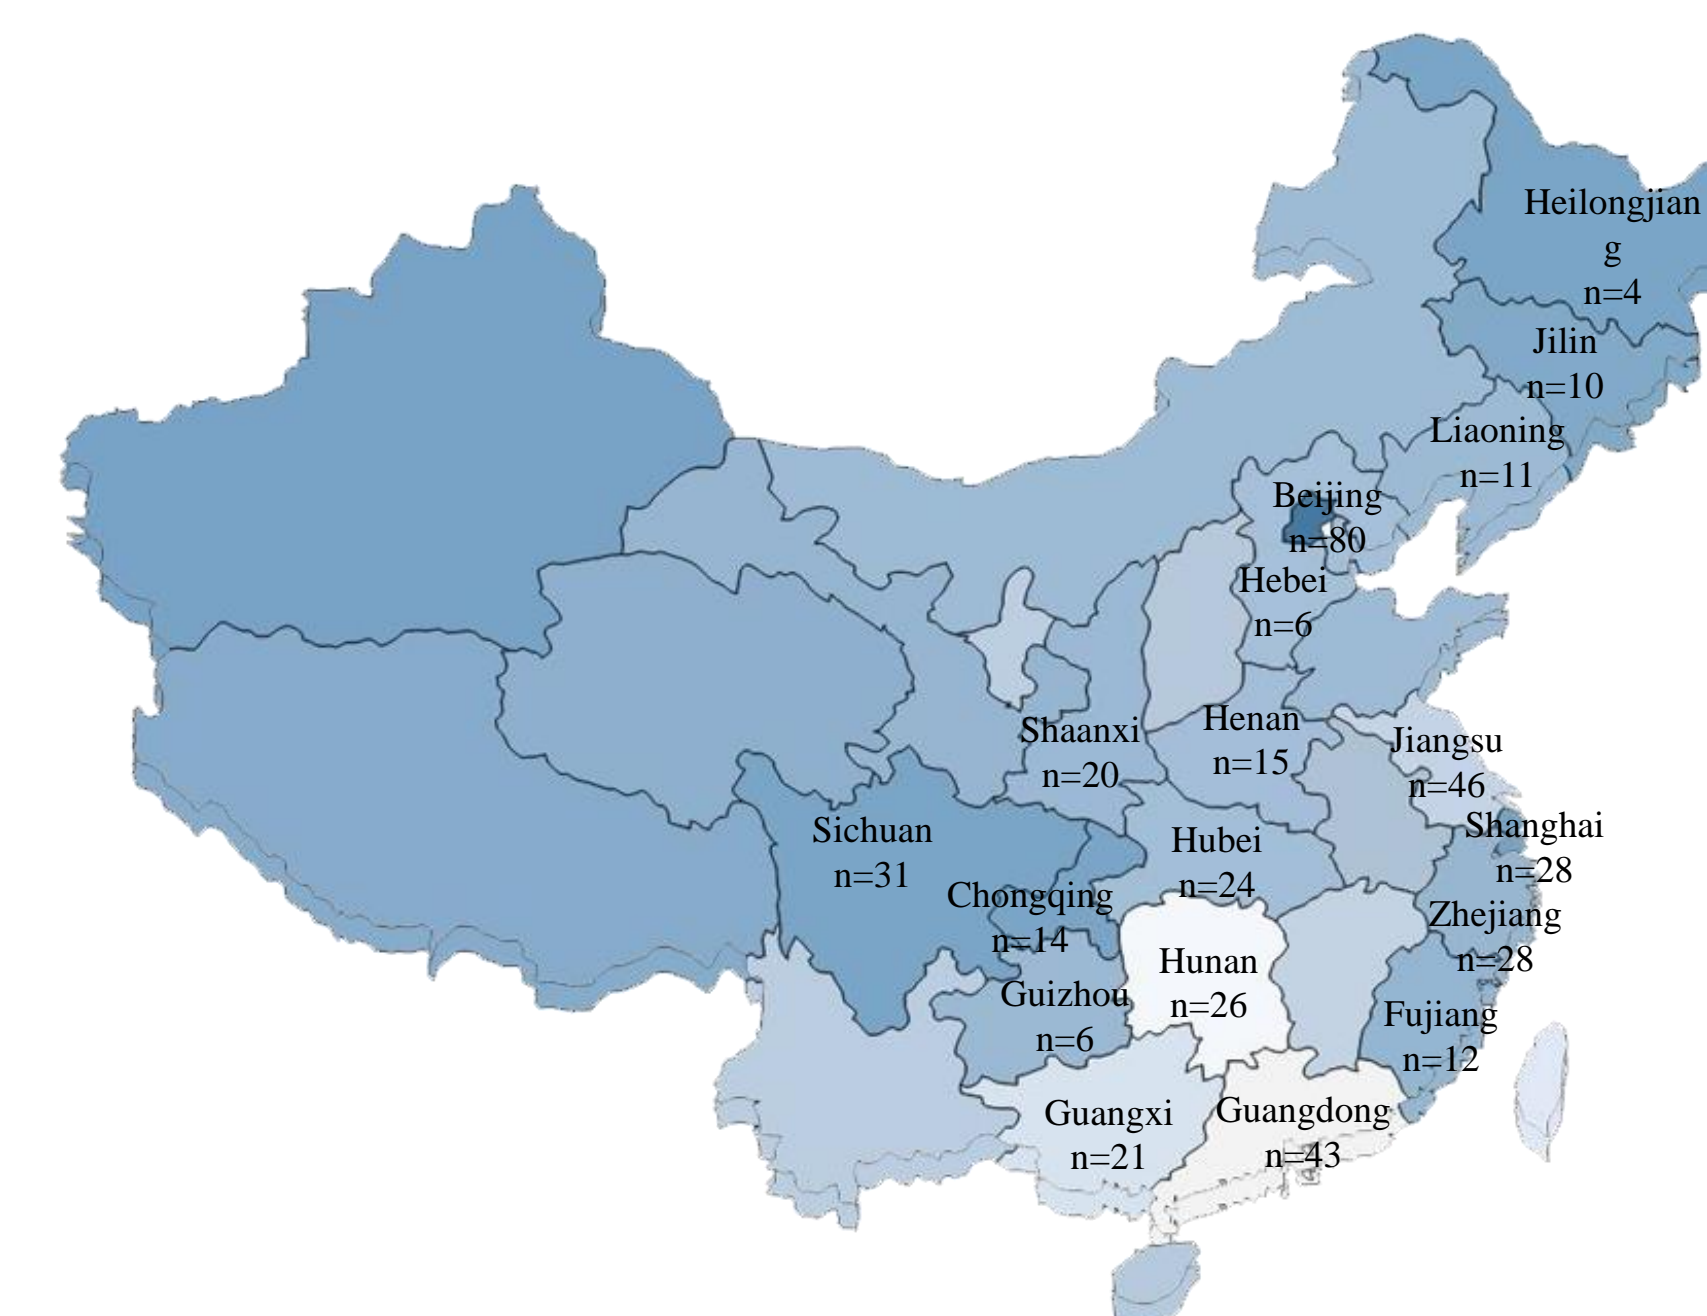 Heilongjian
g
n=4
Jilin
n=10
Liaoning
n=11
Beijing
n=80
Hebei
n=6
Shaanxi
n=20
Henan
n=15
Jiangsu
n=46
Sichuan
n=31
Chongqing
n=14
Hubei
n=24
Shanghai
n=28
Zhejiang
n=28
Hunan
n=26
Guizhou
n=6
Fujiang
n=12
Guangxi
n=21
Guangdong
n=43